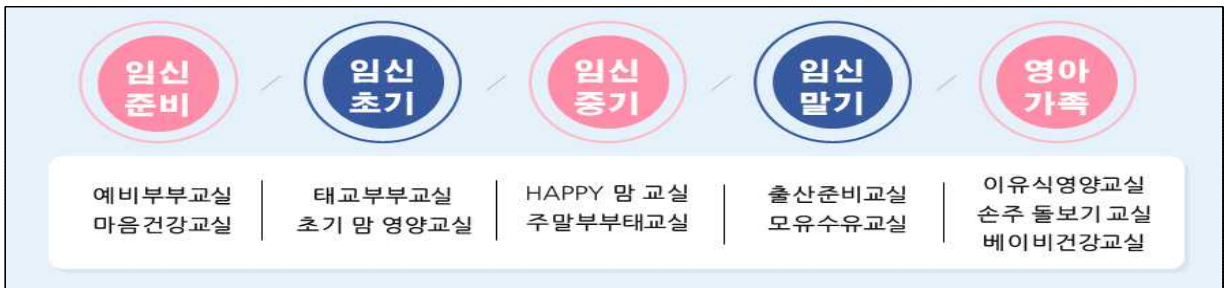 임신
준비
임신
초기
임신
중기
임신
말기
영아
가족
예비부부교실
마음건강교실
태교부부교실
초기 맘 영양교실
HAPPY 맘 교실
주말부부태교실
출산준비교실
모유수유교실
이유식영양교실
손주 돌보기 교실
베이비건강교실